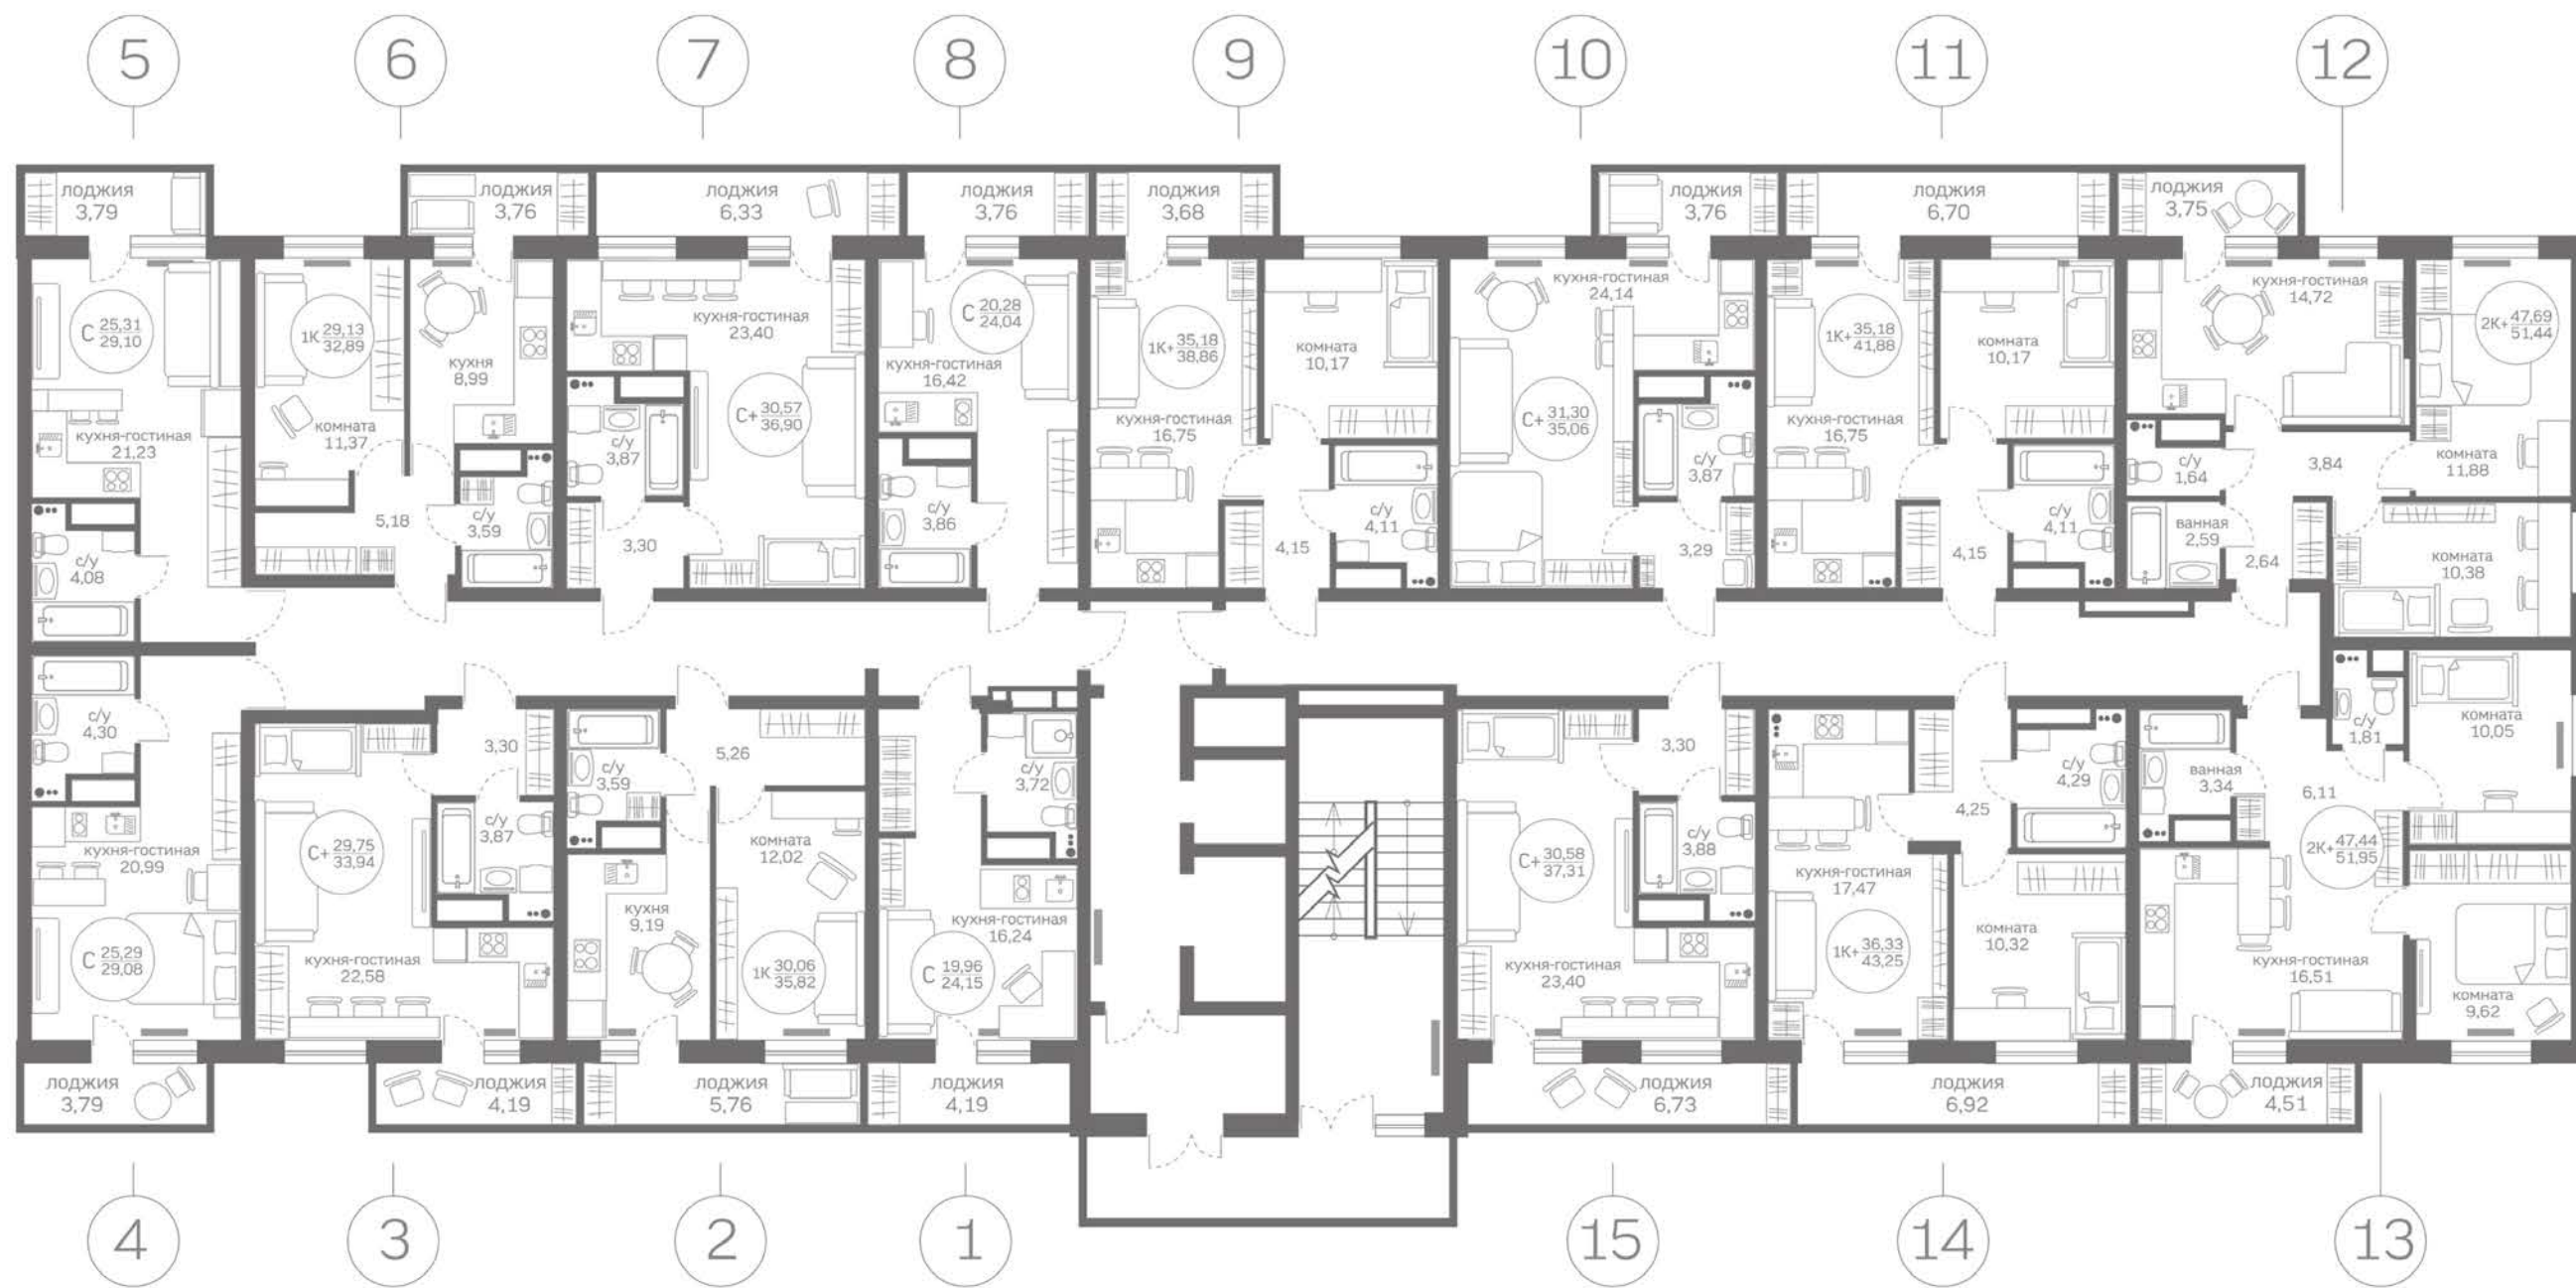 5
6
7
8
9
10
11
12
лоджия
3,79
лоджия
3,76
лоджия
6,33
лоджия
3,76
лоджия
3,68
лоджия
3,76
лоджия
6,70
лоджия
3,75
С 25,31
29,10
кухня-гостиная
21,23
с/у
4,08
1К 29,13
32,89
комната
11,37
кухня
8,99
5,18
с/у
3,59
кухня-гостиная
23,40
С+ 30,57
36,90
с/у
3,87
3,30
С 20,28
24,04
кухня-гостиная
16,42
с/у
3,86
1К+ 35,18
38,86
кухня-гостиная
16,75
комната
10,17
с/у
4,11
4,15
кухня-гостиная
24,14
С+ 31,30
35,06
с/у
3,87
3,29
1К+ 35,18
41,88
кухня-гостиная
16,75
комната
10,17
с/у
4,11
4,15
кухня-гостиная
14,72
2К+ 47,69
51,44
комната
11,88
с/у
1,64
3,84
ванная
2,59
2,64
комната
10,38
с/у
4,30
кухня-гостиная
20,99
С 25,29
29,08
3,30
с/у
3,87
С+ 29,75
33,94
кухня-гостиная
22,58
5,26
с/у
3,59
комната
12,02
кухня
9,19
1К 30,06
35,82
с/у
3,72
кухня-гостиная
16,24
С 19,96
24,15
3,30
с/у
3,88
С+ 30,58
37,31
кухня-гостиная
23,40
с/у
4,29
4,25
кухня-гостиная
17,47
1К+ 36,33
43,25
комната
10,32
с/у
1,81
комната
10,05
ванная
3,34
6,11
2К+ 47,44
51,95
кухня-гостиная
16,51
комната
9,62
лоджия
3,79
лоджия
4,19
лоджия
5,76
лоджия
4,19
лоджия
6,73
лоджия
6,92
лоджия
4,51
4
3
2
1
15
14
13